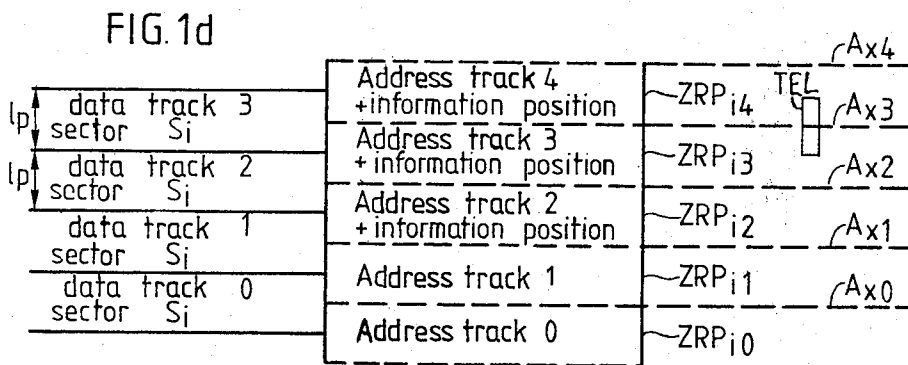 FIG. 1d
lp
data track 3
sector Si
lp
data track 2
sector Si
data track 1
sector Si
data track 0
sector Si
Address track 4
+information position
Address track 3
+ information position
Address track 2
+information position
Address track 1
Address track 0
ZRPi4
ZRPi3
ZRPi2
ZRPi1
ZRPi0
TEL
Ax4
Ax3
Ax2
Ax1
Ax0